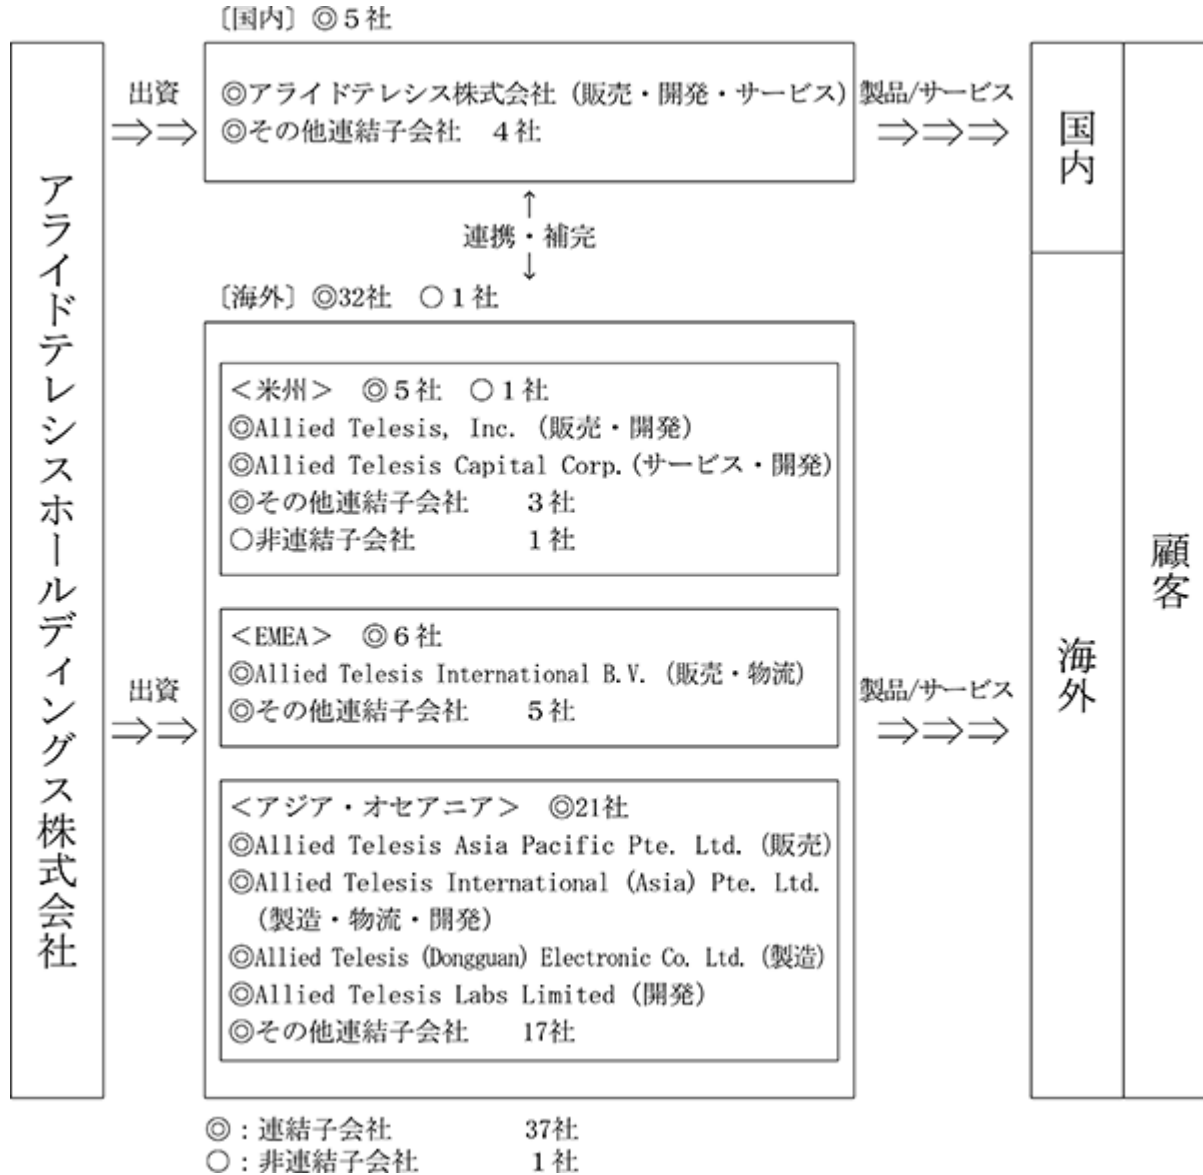 〔国内〕 ◎５社
アライドテレシスホールディングス株式会社
出資
⇒⇒
◎アライドテレシス株式会社（販売・開発・サービス）
◎その他連結子会社　４社
製品/サービス
⇒⇒⇒
国内
↑
連携・補完
↓
〔海外〕 ◎32社　○１社
＜米州＞　◎５社　○１社
◎Allied Telesis, Inc.（販売・開発）
◎Allied Telesis Capital Corp.（サービス・開発）
◎その他連結子会社　　３社
○非連結子会社　　　　１社
＜EMEA＞　◎６社
◎Allied Telesis International B.V.（販売・物流）
◎その他連結子会社　　５社
＜アジア・オセアニア＞　◎21社
◎Allied Telesis Asia Pacific Pte. Ltd.（販売）
◎Allied Telesis International (Asia) Pte. Ltd.
（製造・物流・開発）
◎Allied Telesis (Dongguan) Electronic Co. Ltd.（製造）
◎Allied Telesis Labs Limited（開発）
◎その他連結子会社　　17社
出資
⇒⇒
製品/サービス
⇒⇒⇒
海外
顧客
◎：連結子会社　　　　37社
○：非連結子会社　　　１社